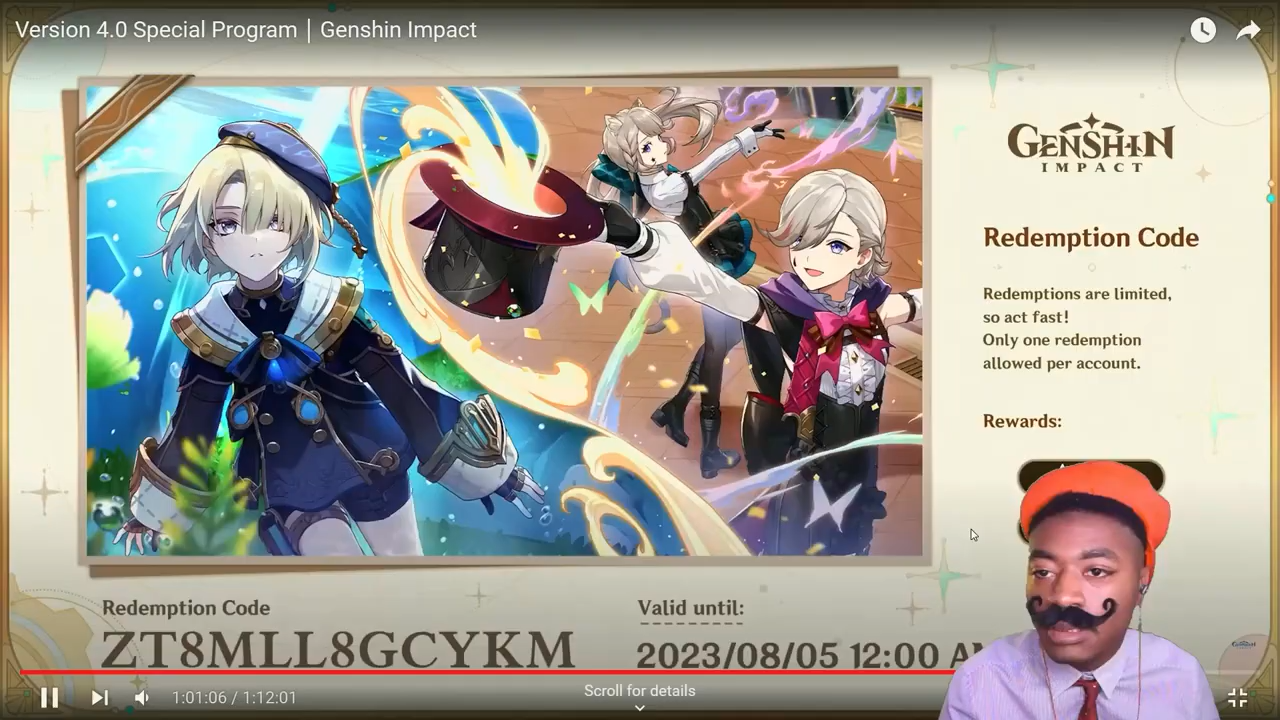 Version 4.0 Special Program | Genshin Impact
GENSHIN
IMPACT
Redemption Code
Redemptions are limited,
so act fast!
Only one redemption
allowed per account.
Rewards:
Redemption Code
Valid until:
ZT8MLL8GCYKM
2023/08/05 12:00
1:01:06 / 1:12:01
Scroll for details